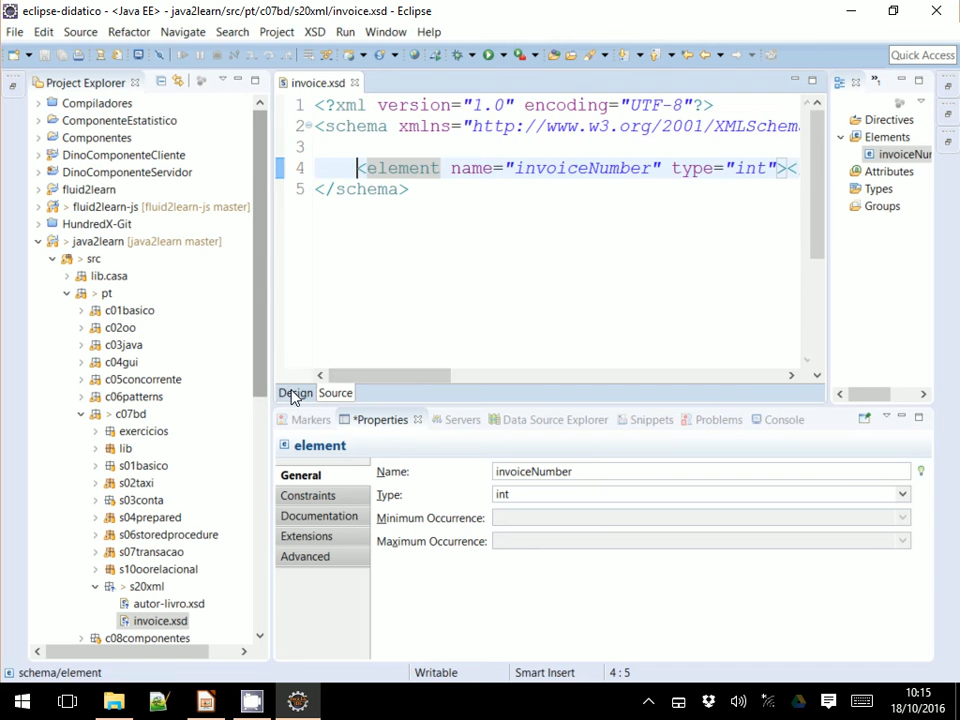 eclipse-didatico - <Java EE> - java2learn/src/pt/c07bd/s20xml/invoice.xsd - Eclipse
File Edit Source Refactor Navigate Search Project XSD Run Window Help
Quick Access
Project Explorer
Compiladores
ComponenteEstatistico
Componentes
DinoComponenteCliente
DinoComponenteServidor
fluid2learn
> fluid2learn-js [fluid2learn-js master]
HundredX-Git
> java2learn [java2learn master]
> src
lib.casa
> pt
c01basico
c02oo
c03java
c04gui
c05concorrente
c06patterns
> c07bd
exercicios
lib
s01basico
s02taxi
s03conta
s04prepared
s06storedprocedure
s07transacao
s10oorelacional
> s20xml
autor-livro.xsd
invoice.xsd
c08componentes
invoice.xsd
1 <?xml version="1.0" encoding="UTF-8"?>
2 <schema xmlns="http://www.w3.org/2001/XMLSchema
3
4 <element name="invoiceNumber" type="int"><
5 </schema>
Design Source
Directives
Elements
invoiceNur
Attributes
Types
Groups
Markers *Properties Servers Data Source Explorer Snippets Problems Console
element
General
Constraints
Documentation
Extensions
Advanced
Name: invoiceNumber
Type: int
Minimum Occurrence:
Maximum Occurrence:
schema/element Writable Smart Insert 4 : 5
10:15
18/10/2016